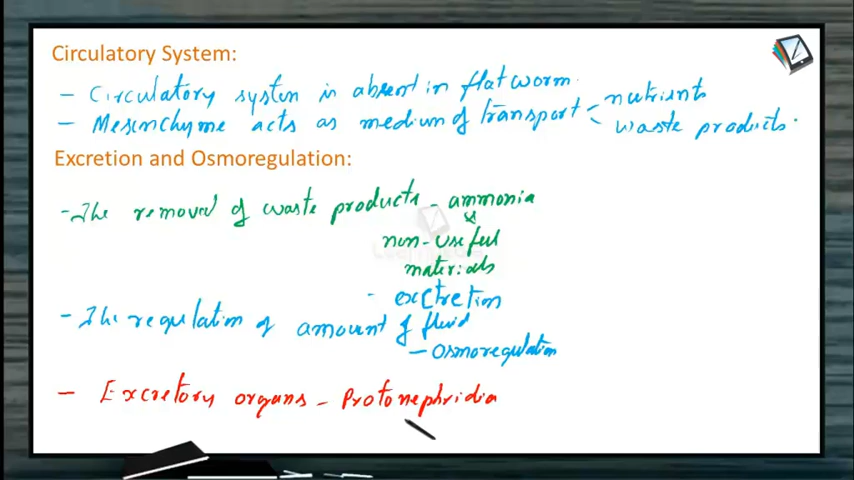 Circulatory System:
- Circulatory system is absent in flatworm.
- Mesenchyme acts as medium of transport - nutrients
- waste products.
Excretion and Osmoregulation:
- The removal of waste products - ammonia
non-useful
materials
- excretion
- The regulation of amount of fluid
- Osmoregulation
- Excretory organs - Protonephridia